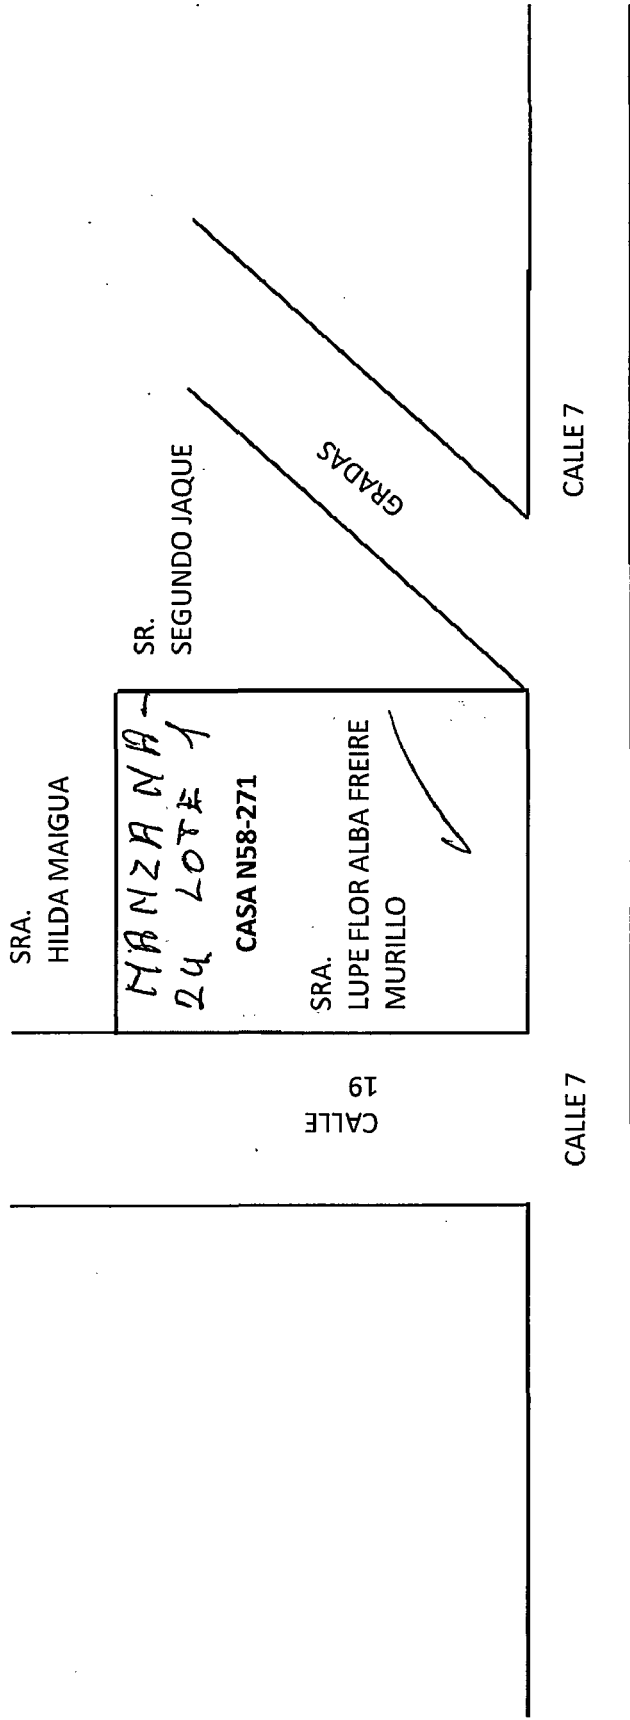 SRA.
HILDA MAIGUA
MANZANA-
24 LOTE 1
CASA N58-271
SRA.
LUPE FLOR ALBA FREIRE
MURILLO
SR.
SEGUNDO JAQUE
GRADAS
CALLE
19
CALLE 7
CALLE 7